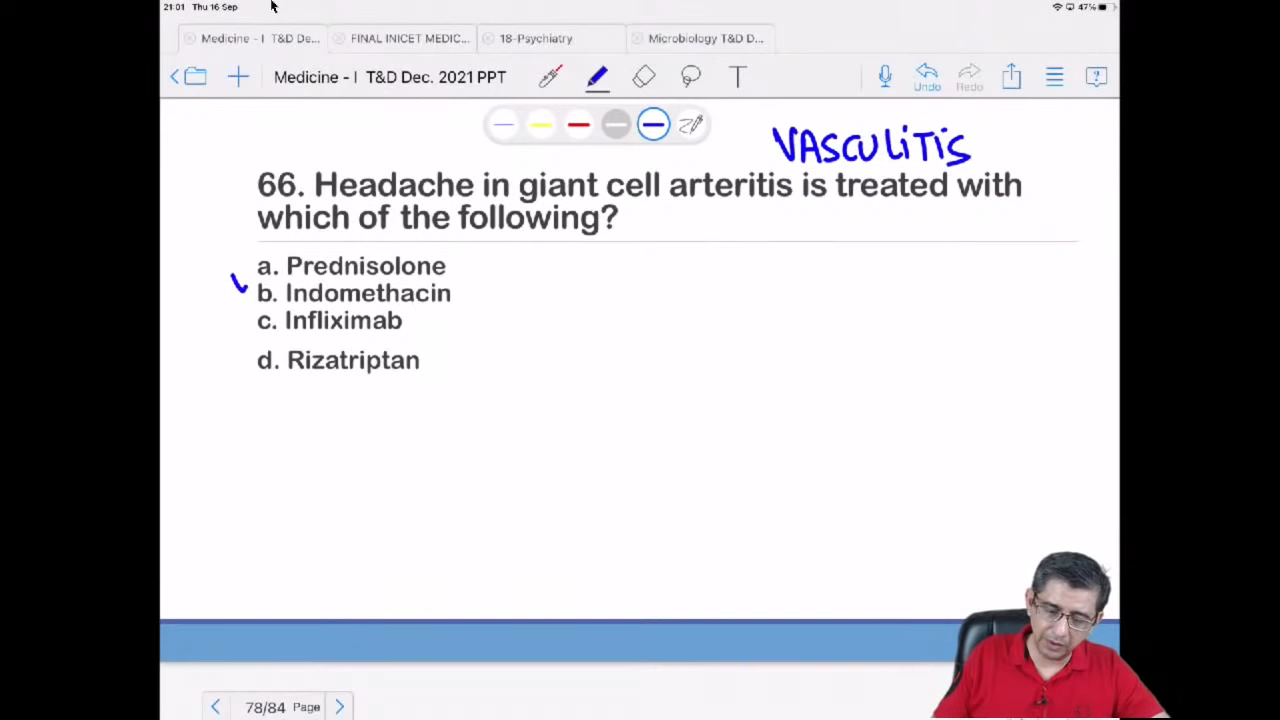 21:01 Thu 16 Sep
47%
Medicine - I T&D De...
FINAL INICET MEDIC...
18-Psychiatry
Microbiology T&D D...
Medicine - I T&D Dec. 2021 PPT
T
Undo
Redo
VASCULITIS
66. Headache in giant cell arteritis is treated with
which of the following?
a. Prednisolone
b. Indomethacin
c. Infliximab
d. Rizatriptan
78/84 Page